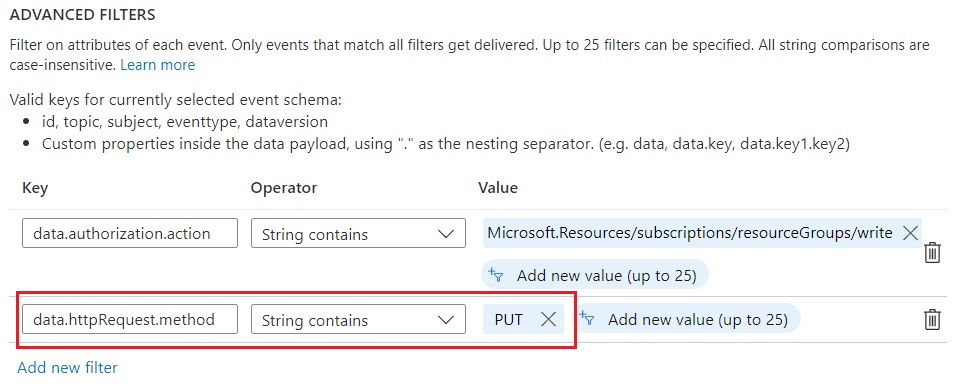 ADVANCED FILTERS
Filter on attributes of each event. Only events that match all filters get delivered. Up to 25 filters can be specified. All string comparisons are
case-insensitive. Learn more
Valid keys for currently selected event schema:
• id, topic, subject, eventtype, dataversion
• Custom properties inside the data payload, using "." as the nesting separator. (e.g. data, data.key, data.key1.key2)
Key Operator Value
data.authorization.action String contains Microsoft.Resources/subscriptions/resourceGroups/write
Add new value (up to 25)
data.httpRequest.method String contains PUT Add new value (up to 25)
Add new filter